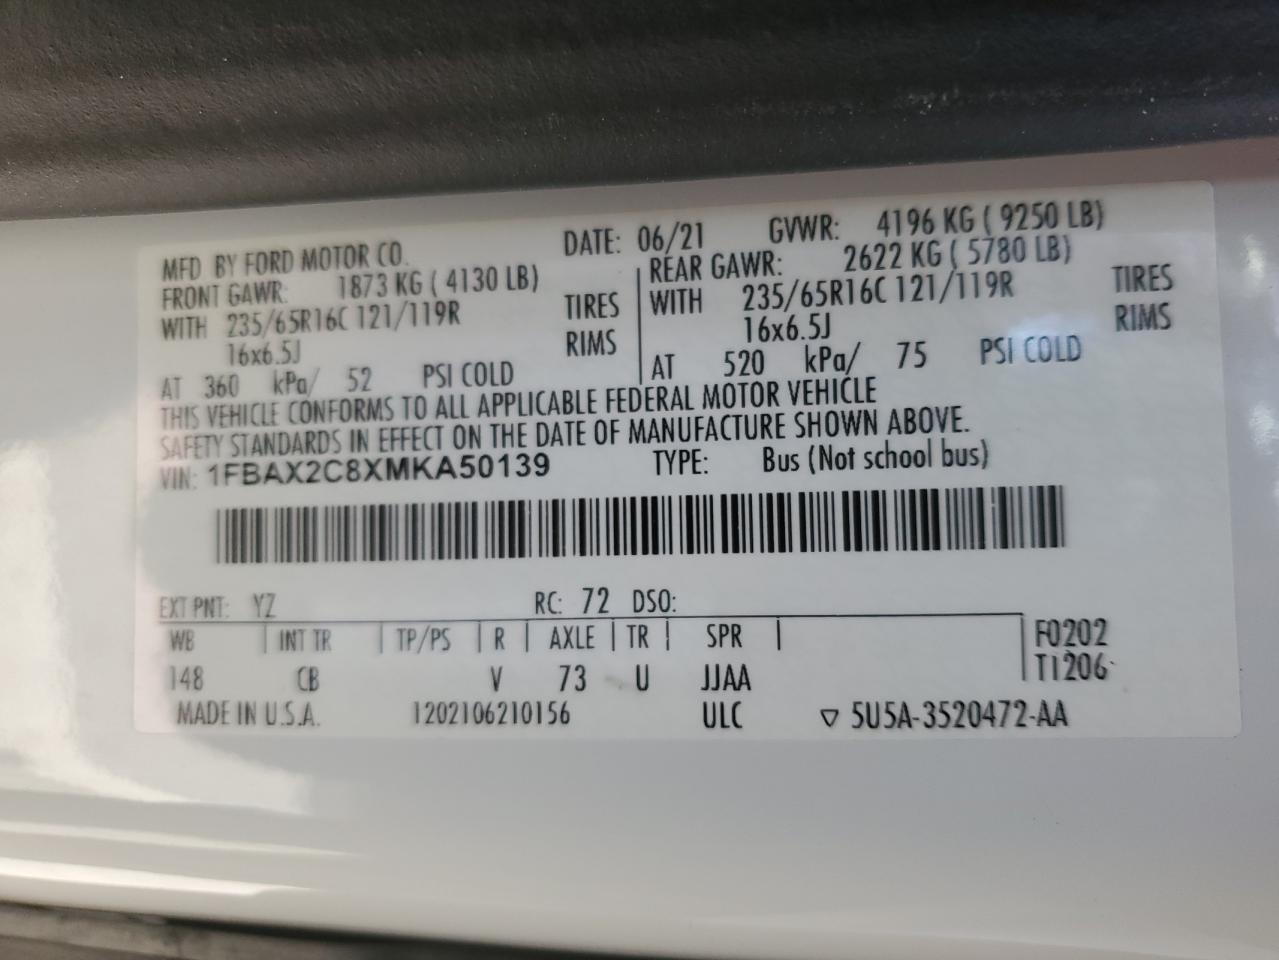 MFD BY FORD MOTOR CO. DATE: 06/21 GVWR: 4196 KG ( 9250 LB)
FRONT GAWR: 1873 KG ( 4130 LB) REAR GAWR: 2622 KG ( 5780 LB)
WITH 235/65R16C 121/119R TIRES WITH 235/65R16C 121/119R TIRES
16x6.5J RIMS 16x6.5J RIMS
AT 360 kPa/ 52 PSI COLD AT 520 kPa/ 75 PSI COLD
THIS VEHICLE CONFORMS TO ALL APPLICABLE FEDERAL MOTOR VEHICLE
SAFETY STANDARDS IN EFFECT ON THE DATE OF MANUFACTURE SHOWN ABOVE.
VIN: 1FBAX2C8XMKA50139 TYPE: Bus (Not school bus)
EXT PNT: YZ RC: 72 DSO:
WB INT TR TP/PS R AXLE TR SPR F0202
148 CB V 73 U JJAA T1206
MADE IN U.S.A. 1202106210156 ULC ▽ 5U5A-3520472-AA